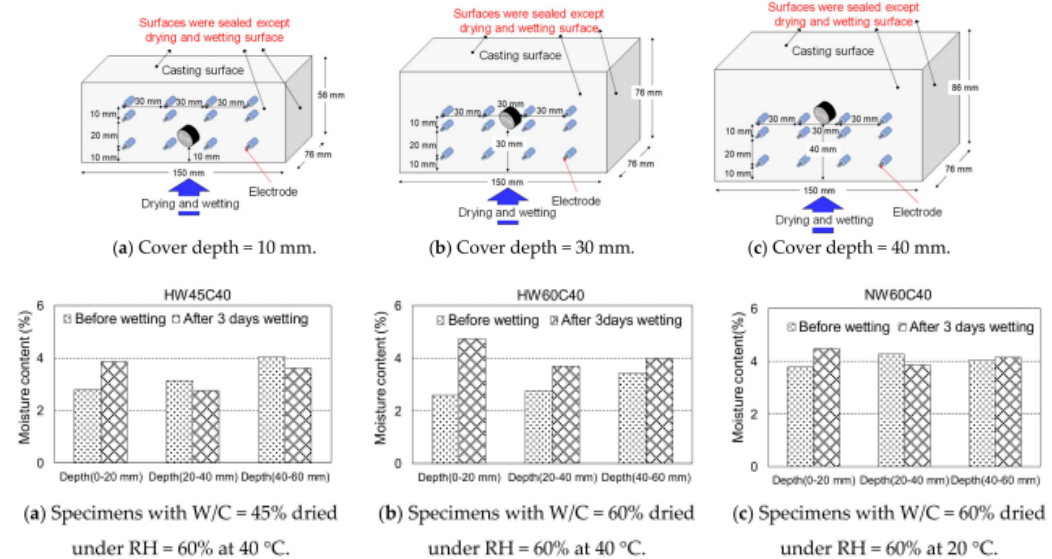 Surfaces were sealed except
drying and wetting surface
Casting surface
30 mm
30 mm
30 mm
10 mm
20 mm
10 mm
10 mm
56 mm
76 mm
150 mm
Electrode
Drying and wetting
(a) Cover depth = 10 mm.
Surfaces were sealed except
drying and wetting surface
Casting surface
30 mm
30 mm
30 mm
10 mm
20 mm
10 mm
30 mm
76 mm
76 mm
150 mm
Electrode
Drying and wetting
(b) Cover depth = 30 mm.
Surfaces were sealed except
drying and wetting surface
Casting surface
30 mm
30 mm
30 mm
10 mm
20 mm
10 mm
40 mm
86 mm
76 mm
150 mm
Electrode
Drying and wetting
(c) Cover depth = 40 mm.
HW45C40
Moisture content(%)
6
4
2
0
Before wetting
After 3 days wetting
Depth(0-20 mm)
Depth(20-40 mm)
Depth(40-60 mm)
(a) Specimens with W/C = 45% dried
under RH = 60% at 40 °C.
HW60C40
Moisture content(%)
6
4
2
0
Before wetting
After 3days wetting
Depth(0-20 mm)
Depth(20-40 mm)
Depth(40-60 mm)
(b) Specimens with W/C = 60% dried
under RH = 60% at 40 °C.
NW60C40
Moisture content(%)
6
4
2
0
Before wetting
After 3 days wetting
Depth(0-20 mm)
Depth(20-40 mm)
Depth(40-60 mm)
(c) Specimens with W/C = 60% dried
under RH = 60% at 20 °C.